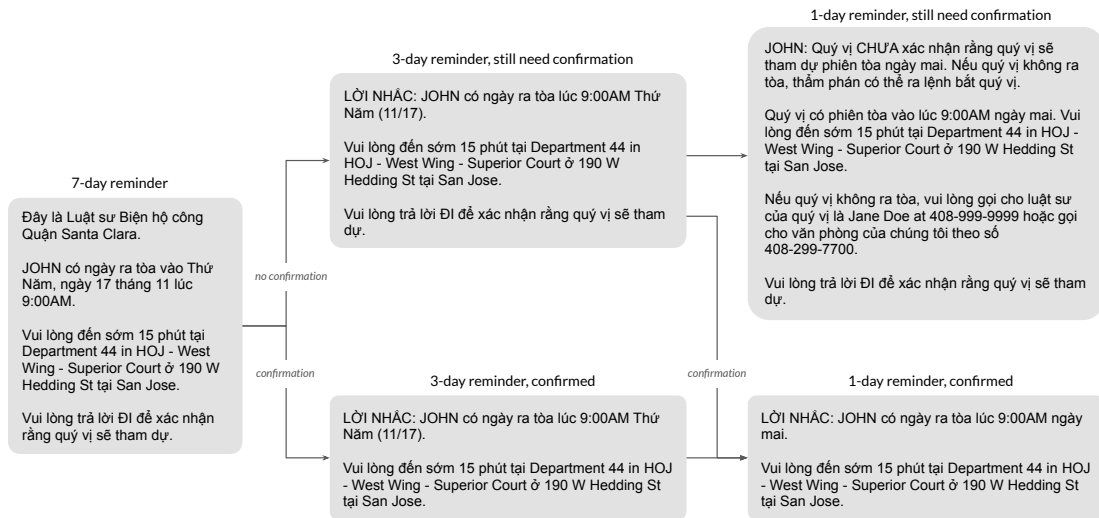 7-day reminder
Đây là Luật sư Biện hộ công
Quận Santa Clara.
JOHN có ngày ra tòa vào Thứ
Năm, ngày 17 tháng 11 lúc
9:00AM.
Vui lòng đến sớm 15 phút tại
Department 44 in HOJ - West
Wing - Superior Court ở 190 W
Hedding St tại San Jose.
Vui lòng trả lời ĐI để xác nhận
rằng quý vị sẽ tham dự.
no confirmation
confirmation
3-day reminder, still need confirmation
LỜI NHẮC: JOHN có ngày ra tòa lúc 9:00AM Thứ
Năm (11/17).
Vui lòng đến sớm 15 phút tại Department 44 in
HOJ - West Wing - Superior Court ở 190 W
Hedding St tại San Jose.
Vui lòng trả lời ĐI để xác nhận rằng quý vị sẽ tham
dự.
3-day reminder, confirmed
LỜI NHẮC: JOHN có ngày ra tòa lúc 9:00AM Thứ
Năm (11/17).
Vui lòng đến sớm 15 phút tại Department 44 in HOJ
- West Wing - Superior Court ở 190 W Hedding St
tại San Jose.
confirmation
1-day reminder, still need confirmation
JOHN: Quý vị CHƯA xác nhận rằng quý vị sẽ
tham dự phiên tòa ngày mai. Nếu quý vị không ra
tòa, thẩm phán có thể ra lệnh bắt quý vị.
Quý vị có phiên tòa vào lúc 9:00AM ngày mai. Vui
lòng đến sớm 15 phút tại Department 44 in HOJ -
West Wing - Superior Court ở 190 W Hedding St
tại San Jose.
Nếu quý vị không ra tòa, vui lòng gọi cho luật sư
của quý vị là Jane Doe at 408-999-9999 hoặc gọi
cho văn phòng của chúng tôi theo số
408-299-7700.
Vui lòng trả lời ĐI để xác nhận rằng quý vị sẽ tham
dự.
1-day reminder, confirmed
LỜI NHẮC: JOHN có ngày ra tòa lúc 9:00AM ngày
mai.
Vui lòng đến sớm 15 phút tại Department 44 in HOJ
- West Wing - Superior Court ở 190 W Hedding St
tại San Jose.